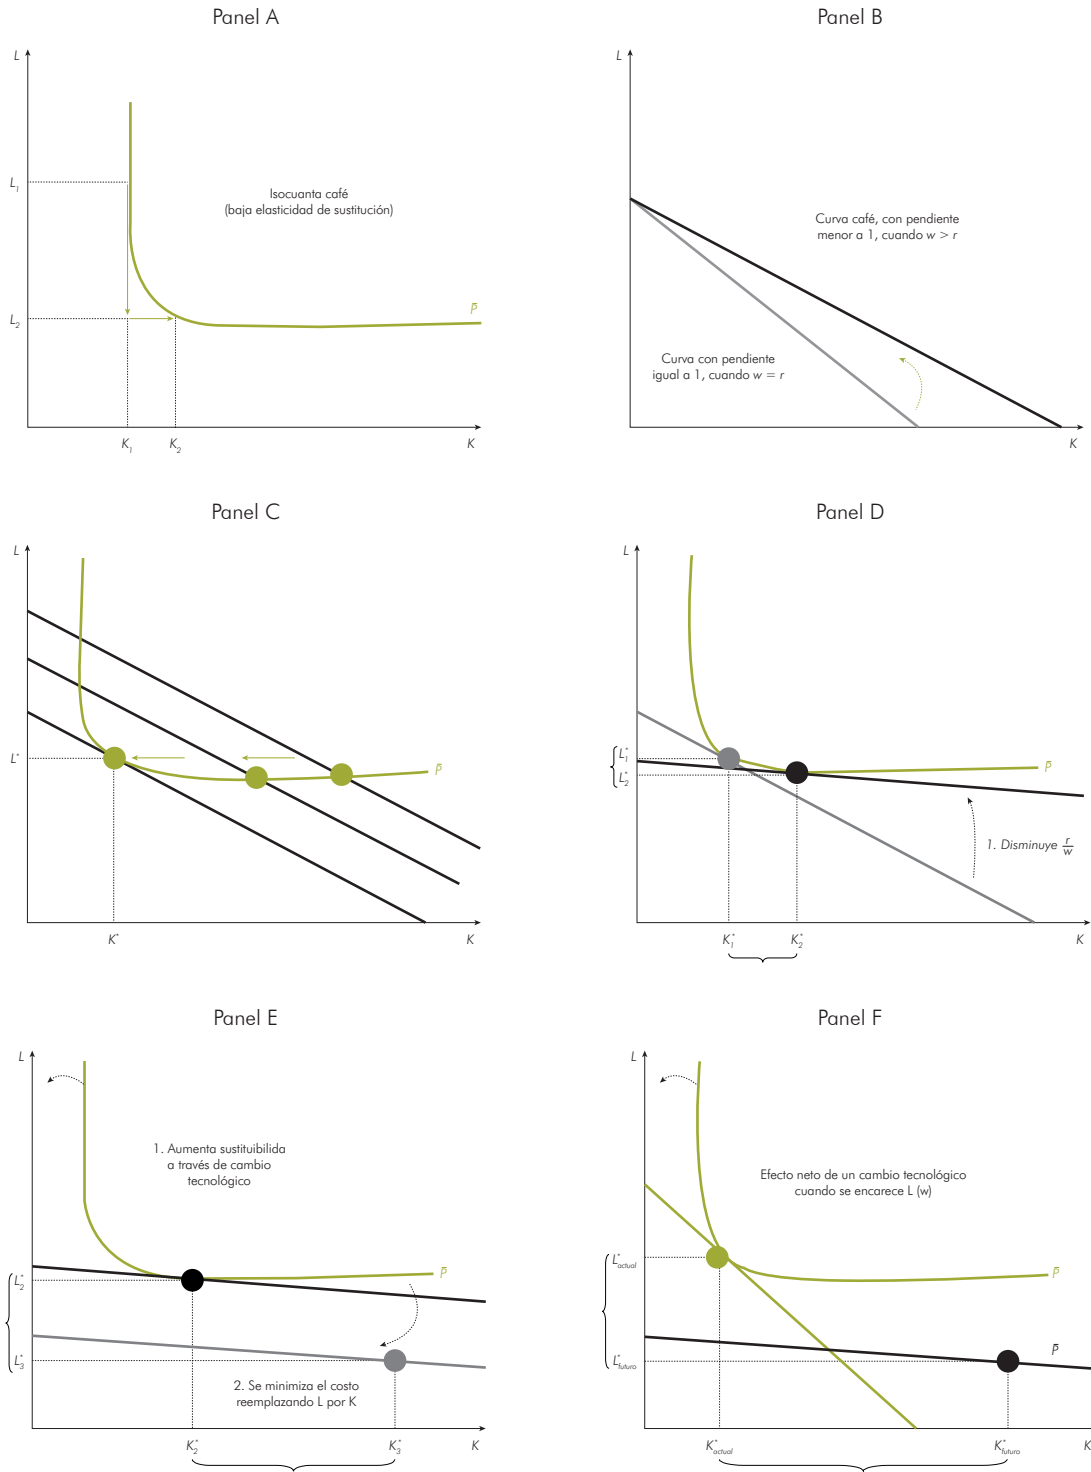 Panel A
L
L₁
Isocuanta café
(baja elasticidad de sustitución)
L₂
P̄
K₁
K₂
K
Panel B
L
Curva café, con pendiente
menor a 1, cuando w > r
Curva con pendiente
igual a 1, cuando w = r
K
Panel C
L
L*
P̄
K*
K
Panel D
L
L₁*
L₂*
P̄
1. Disminuye r/w
K₁*
K₂*
K
Panel E
L
1. Aumenta sustituibilida
a través de cambio
tecnológico
L₂*
P̄
L₃*
2. Se minimiza el costo
reemplazando L por K
K₂*
K₃*
K
Panel F
L
Efecto neto de un cambio tecnológico
cuando se encarece L (w)
L*actual
P̄
P̄
L*futuro
K*actual
K*futuro
K